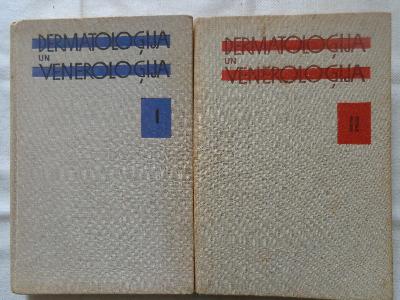 DERMATOLOĢIJA
UN
VENEROLOĢIJA
I
DERMATOLOĢIJA
UN
VENEROLOĢIJA
II